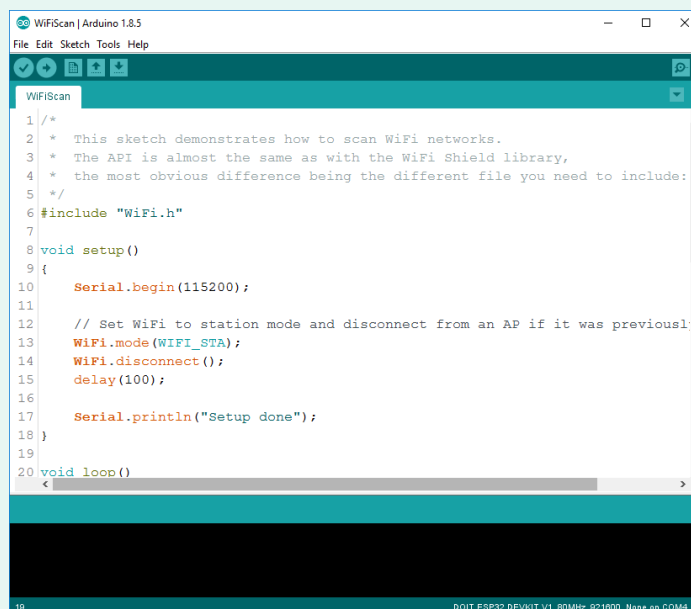 WiFiScan | Arduino 1.8.5
File Edit Sketch Tools Help
WiFiScan
1 /*
2  *  This sketch demonstrates how to scan WiFi networks.
3  *  The API is almost the same as with the WiFi Shield library,
4  *  the most obvious difference being the different file you need to include:
5  */
6 #include "WiFi.h"
7
8 void setup()
9 {
10     Serial.begin(115200);
11
12     // Set WiFi to station mode and disconnect from an AP if it was previousl
13     WiFi.mode(WIFI_STA);
14     WiFi.disconnect();
15     delay(100);
16
17     Serial.println("Setup done");
18 }
19
20 void loop()
19 DOIT ESP32 DEVKIT V1, 80MHz, 921600, None on COM4